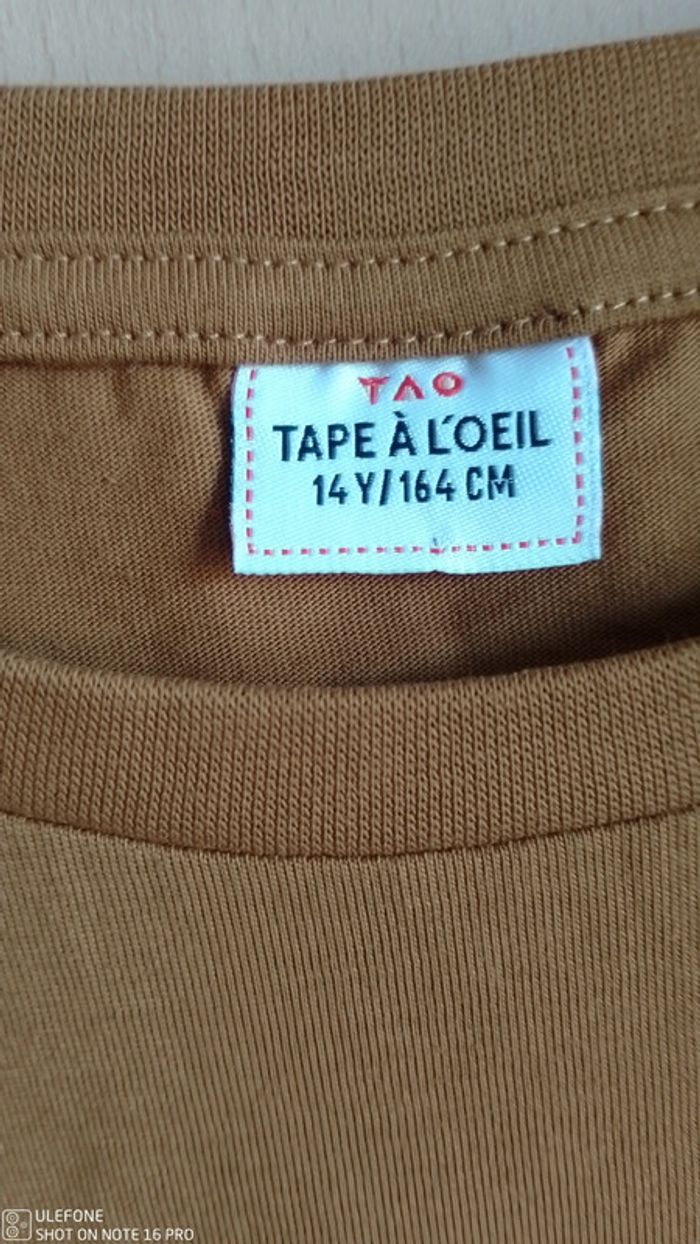 TAO
TAPE À L'OEIL
14 Y/164 CM
ULEFONE
SHOT ON NOTE 16 PRO